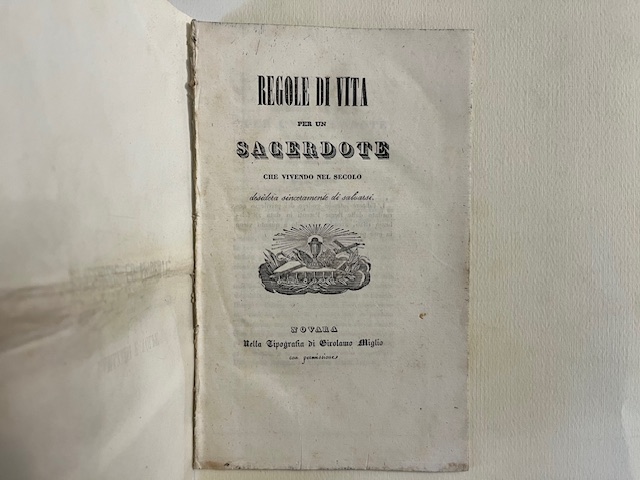 REGOLE DI VITA
PER UN
SACERDOTE
CHE VIVENDO NEL SECOLO
desidera sinceramente di salvarsi.
NOVARA
Nella Tipografia di Girolamo Miglio
con permissione